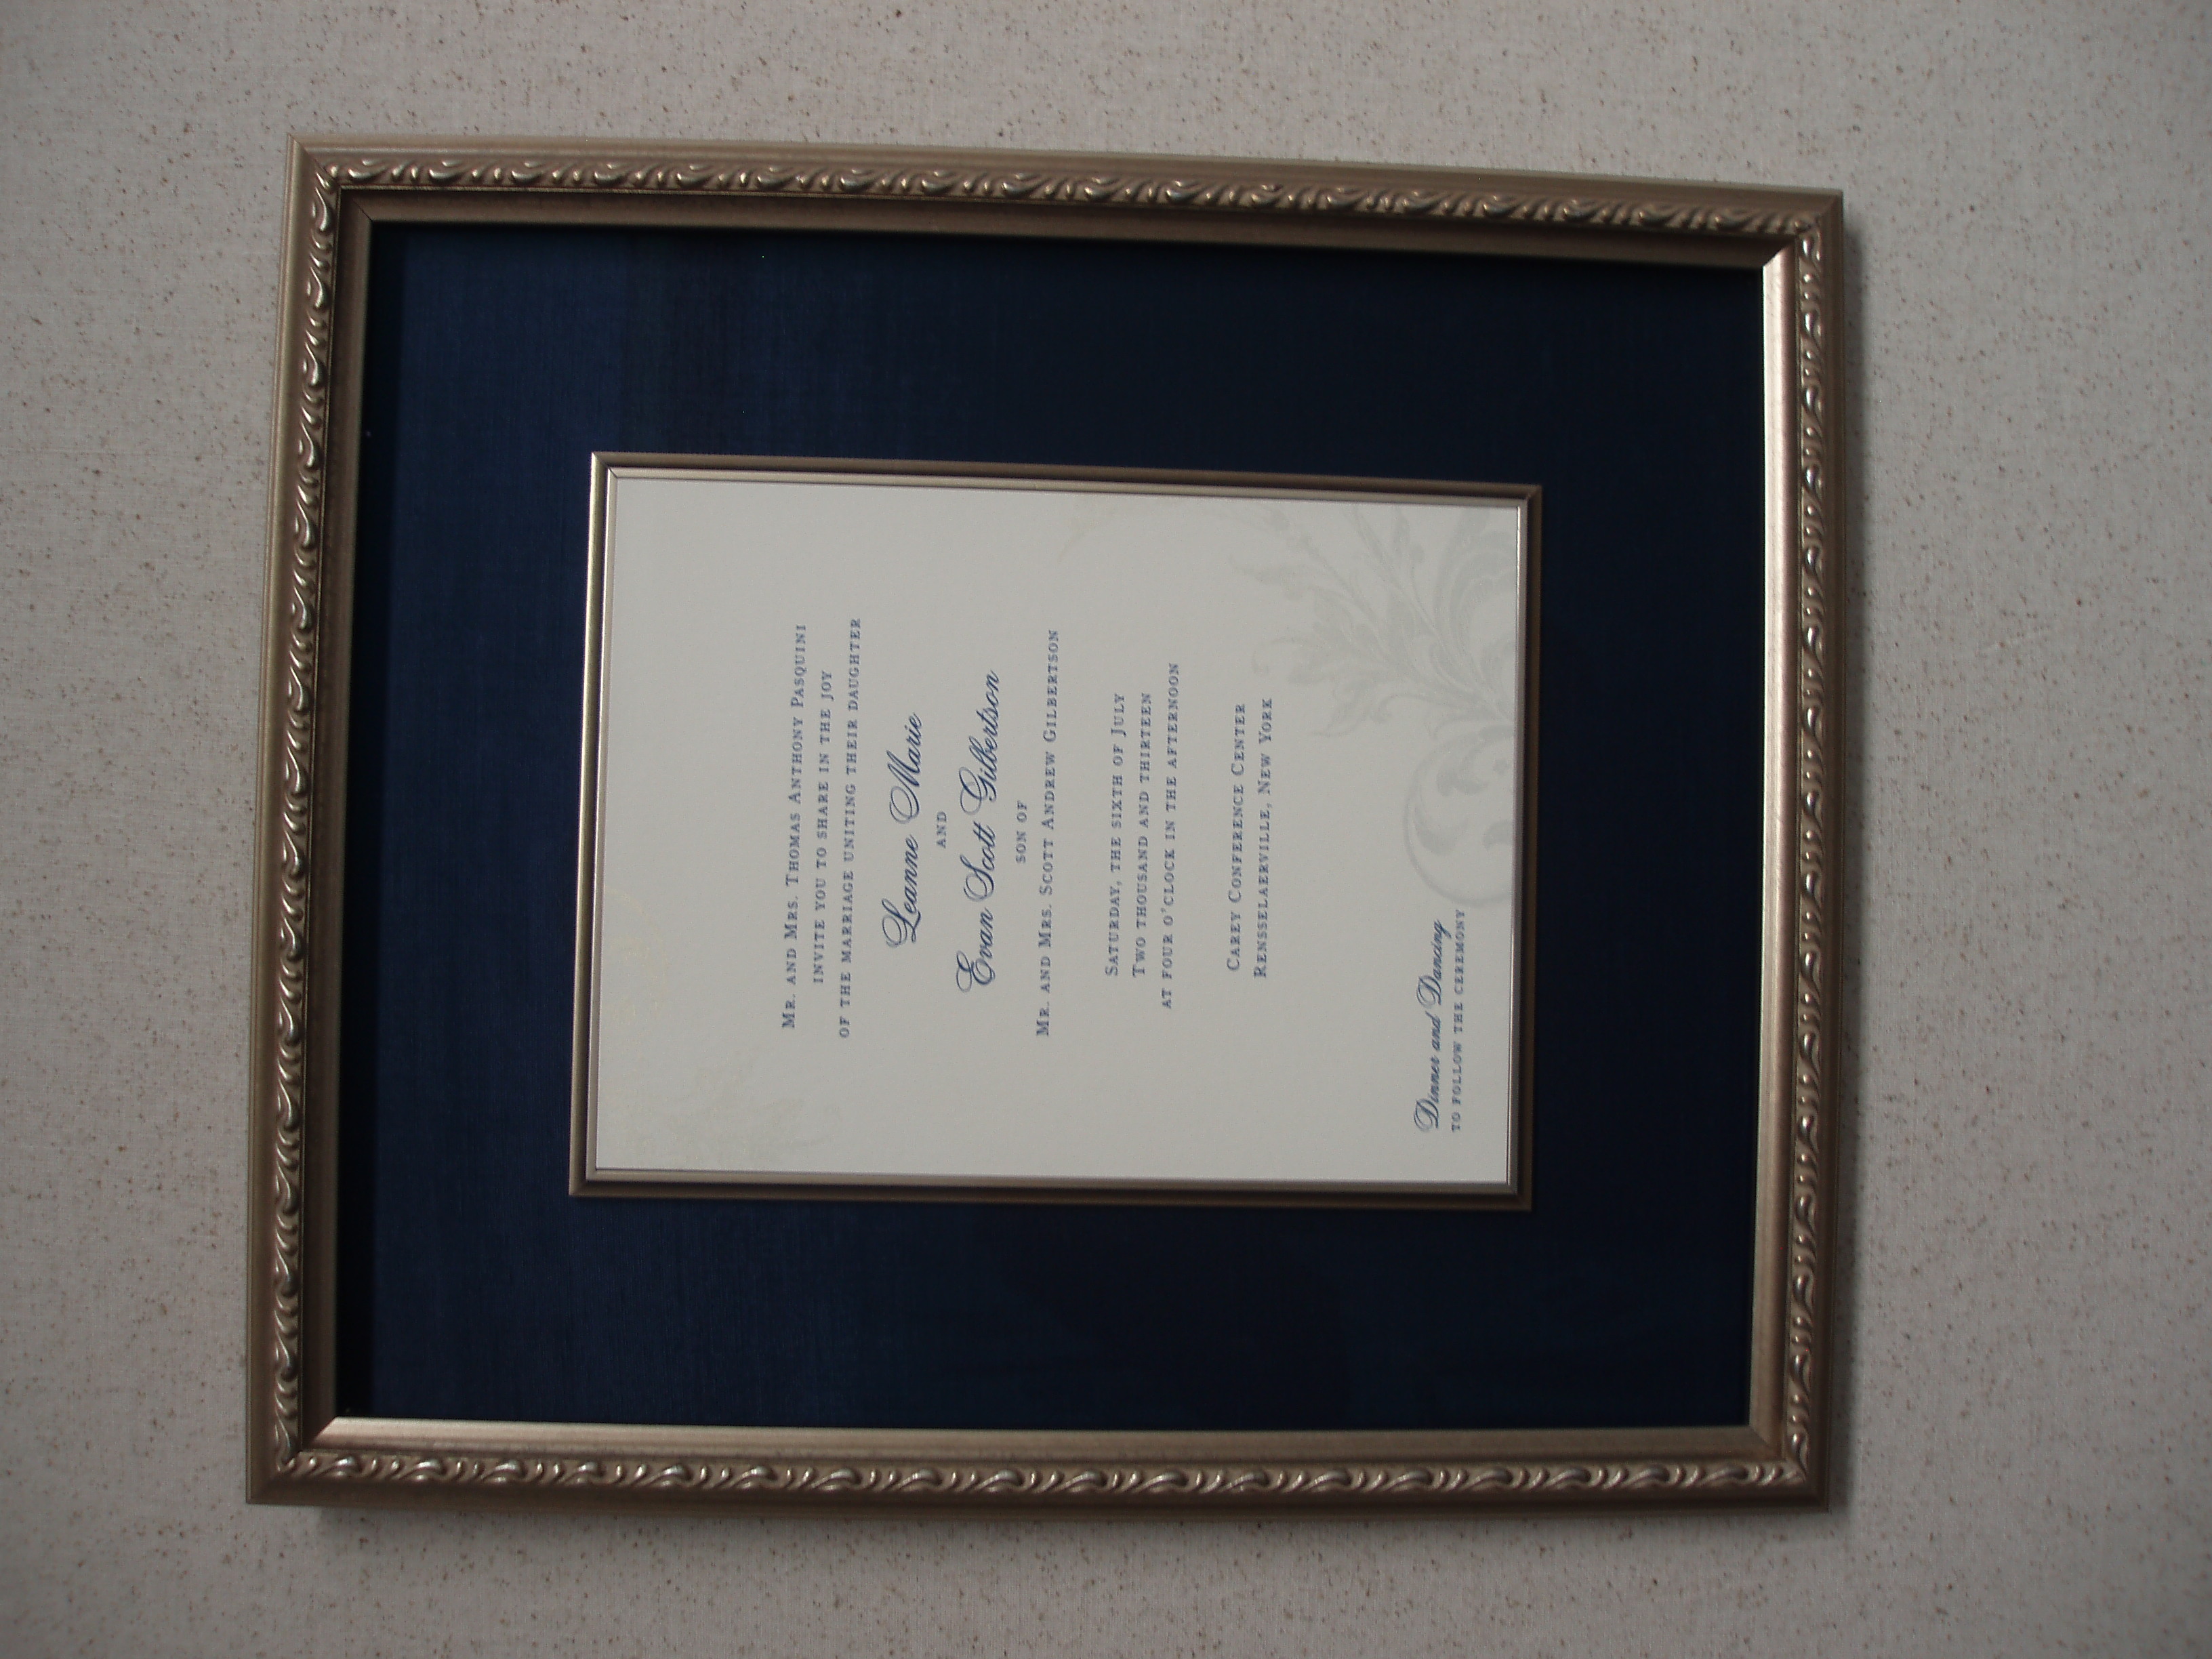 Mr. and Mrs. Thomas Anthony Pasquini
invite you to share in the joy
of the marriage uniting their daughter
Leanne Marie
and
Evan Scott Gilbertson
son of
Mr. and Mrs. Scott Andrew Gilbertson
Saturday, the sixth of July
Two thousand and thirteen
at four o'clock in the afternoon
Carey Conference Center
Rensselaerville, New York
Dinner and Dancing
to follow the ceremony